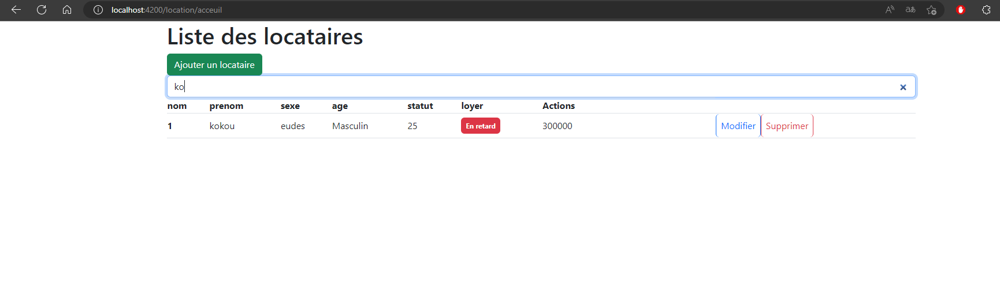 localhost:4200/location/acceuil
Liste des locataires
Ajouter un locataire
ko
nom prenom sexe age statut loyer Actions
1 kokou eudes Masculin 25 En retard 300000 Modifier Supprimer